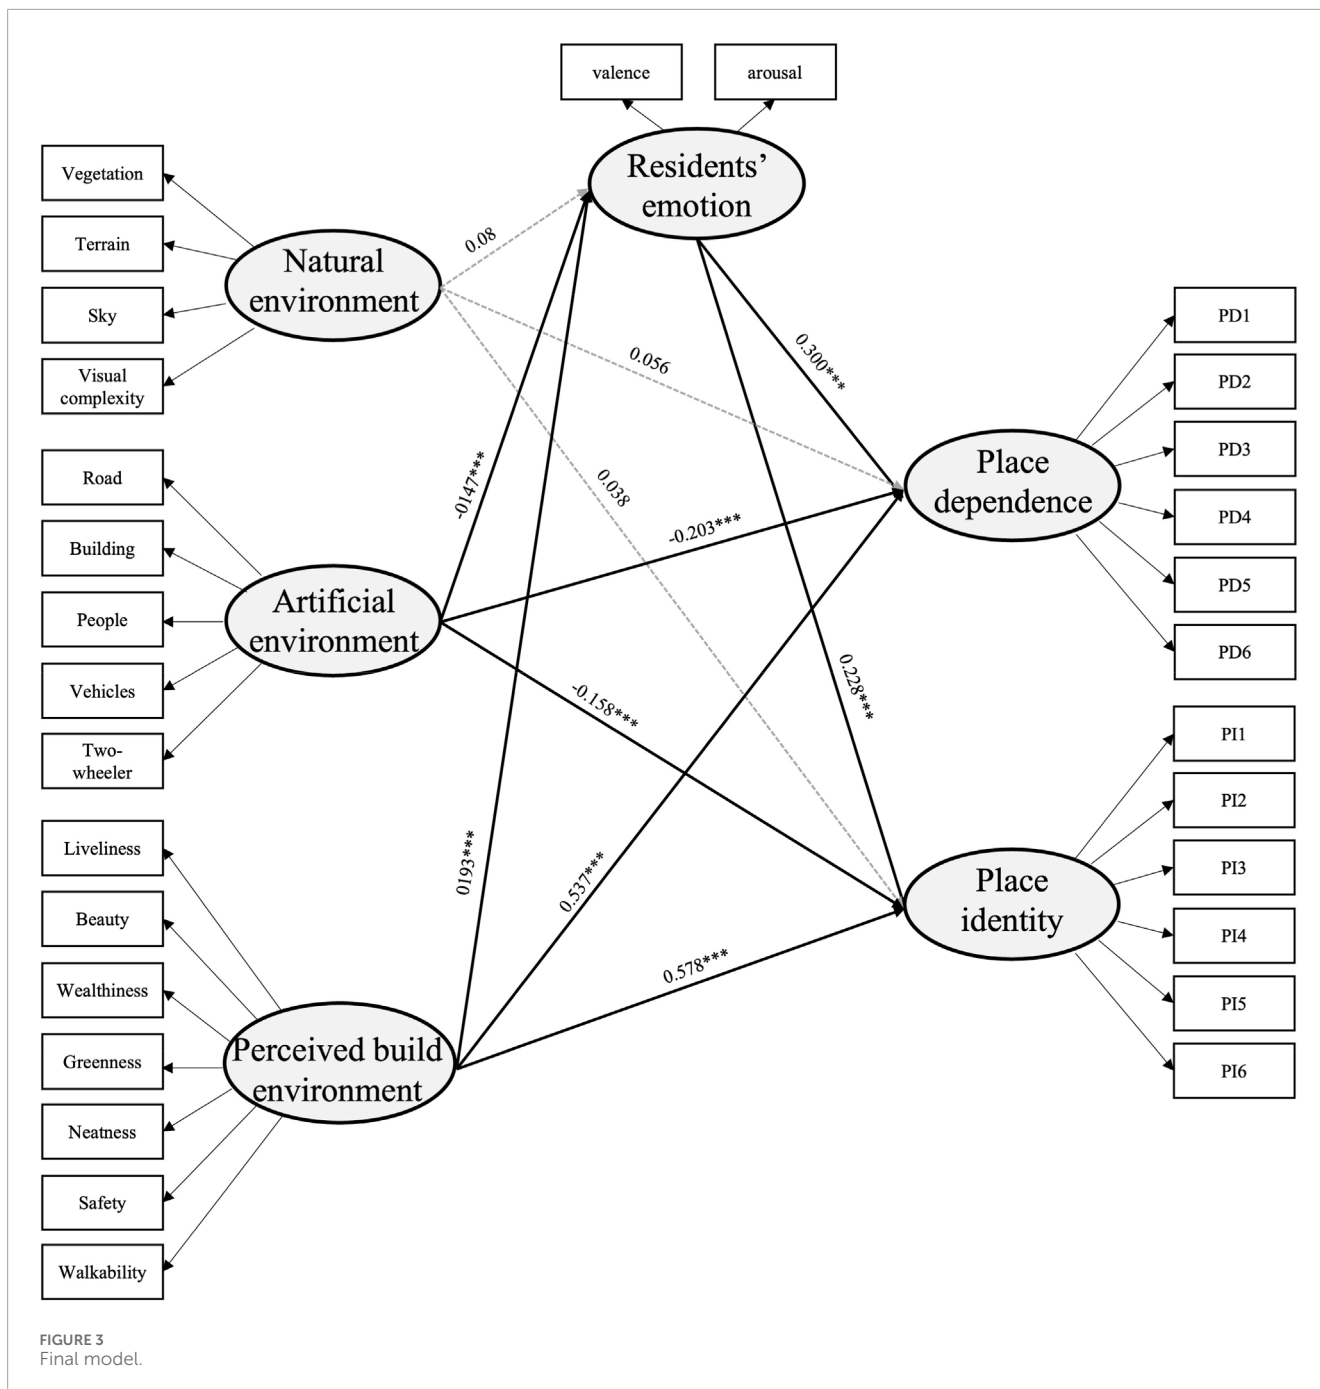 valence
arousal
Residents’
emotion
Vegetation
Terrain
Sky
Visual
complexity
Natural
environment
0.08
0.056
0.038
0.300***
PD1
PD2
PD3
PD4
PD5
PD6
Place
dependence
Road
Building
People
Vehicles
Two-
wheeler
Artificial
environment
-0147***
-0.203***
-0.158***
0.228***
PI1
PI2
PI3
PI4
PI5
PI6
Place
identity
Liveliness
Beauty
Wealthiness
Greenness
Neatness
Safety
Walkability
Perceived build
environment
0193***
0.537***
0.578***
FIGURE 3
Final model.